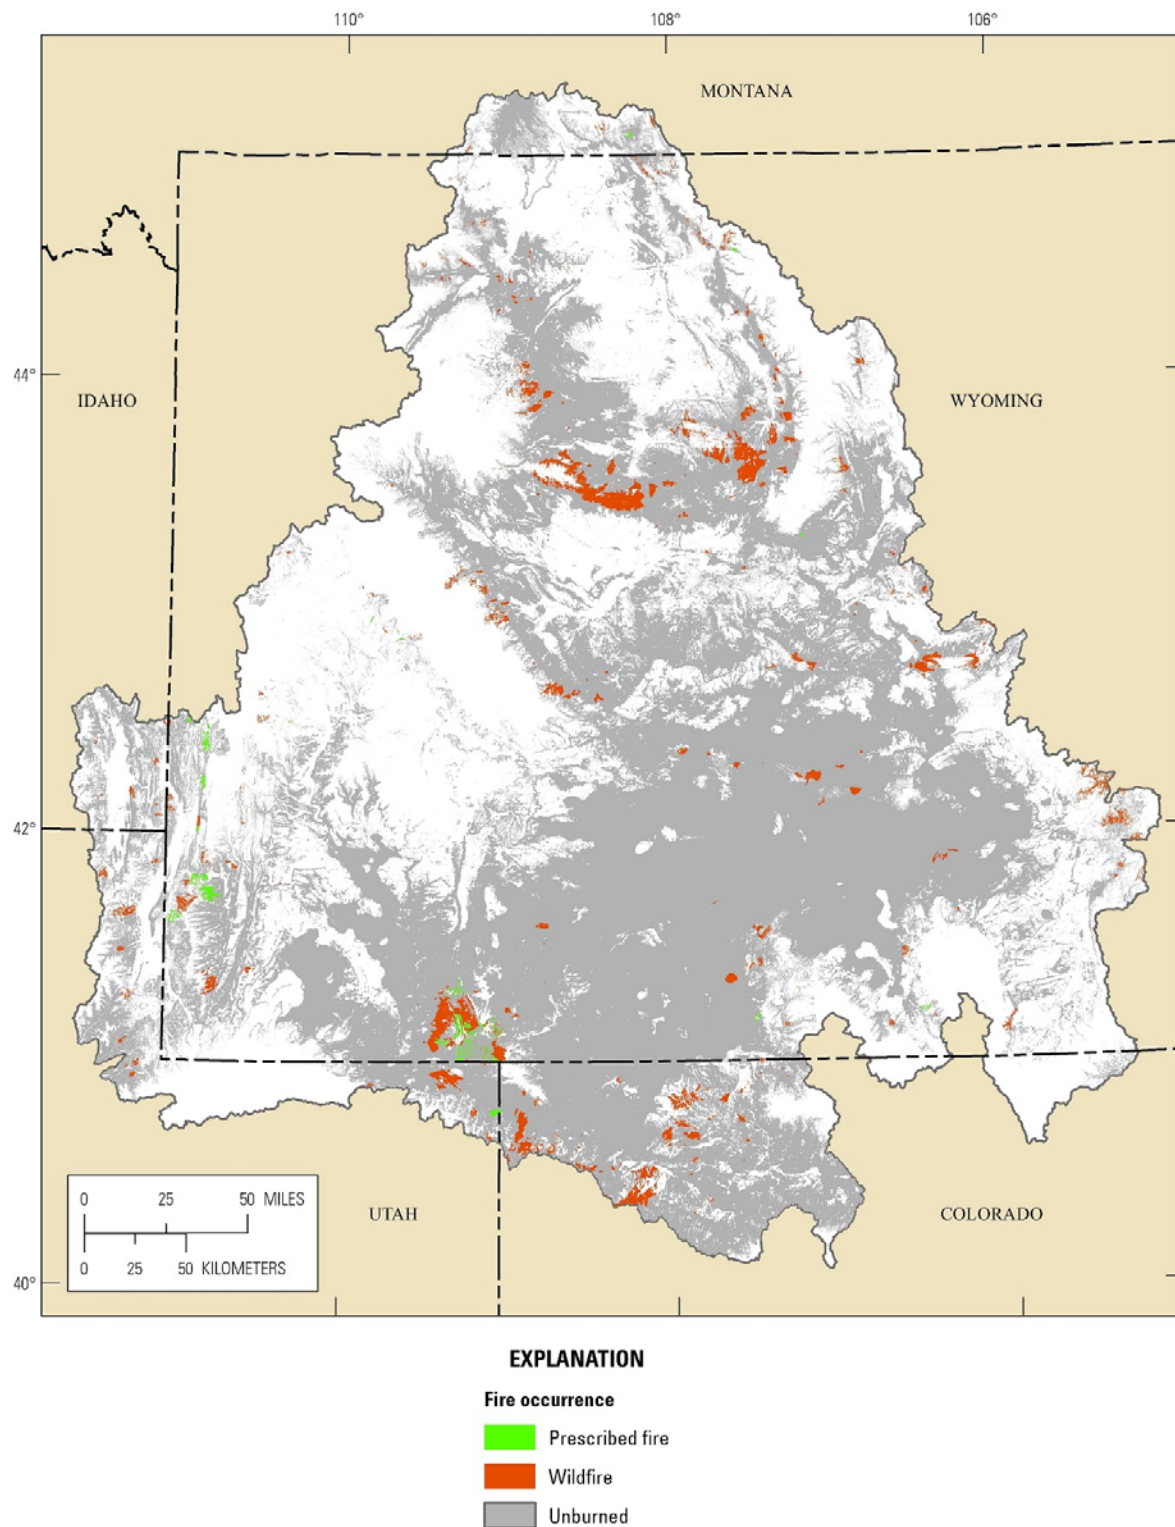 110° 108° 106°
MONTANA
44°
IDAHO WYOMING
42°
0 25 50 MILES
0 25 50 KILOMETERS
UTAH COLORADO
40°
EXPLANATION
Fire occurrence
Prescribed fire
Wildfire
Unburned